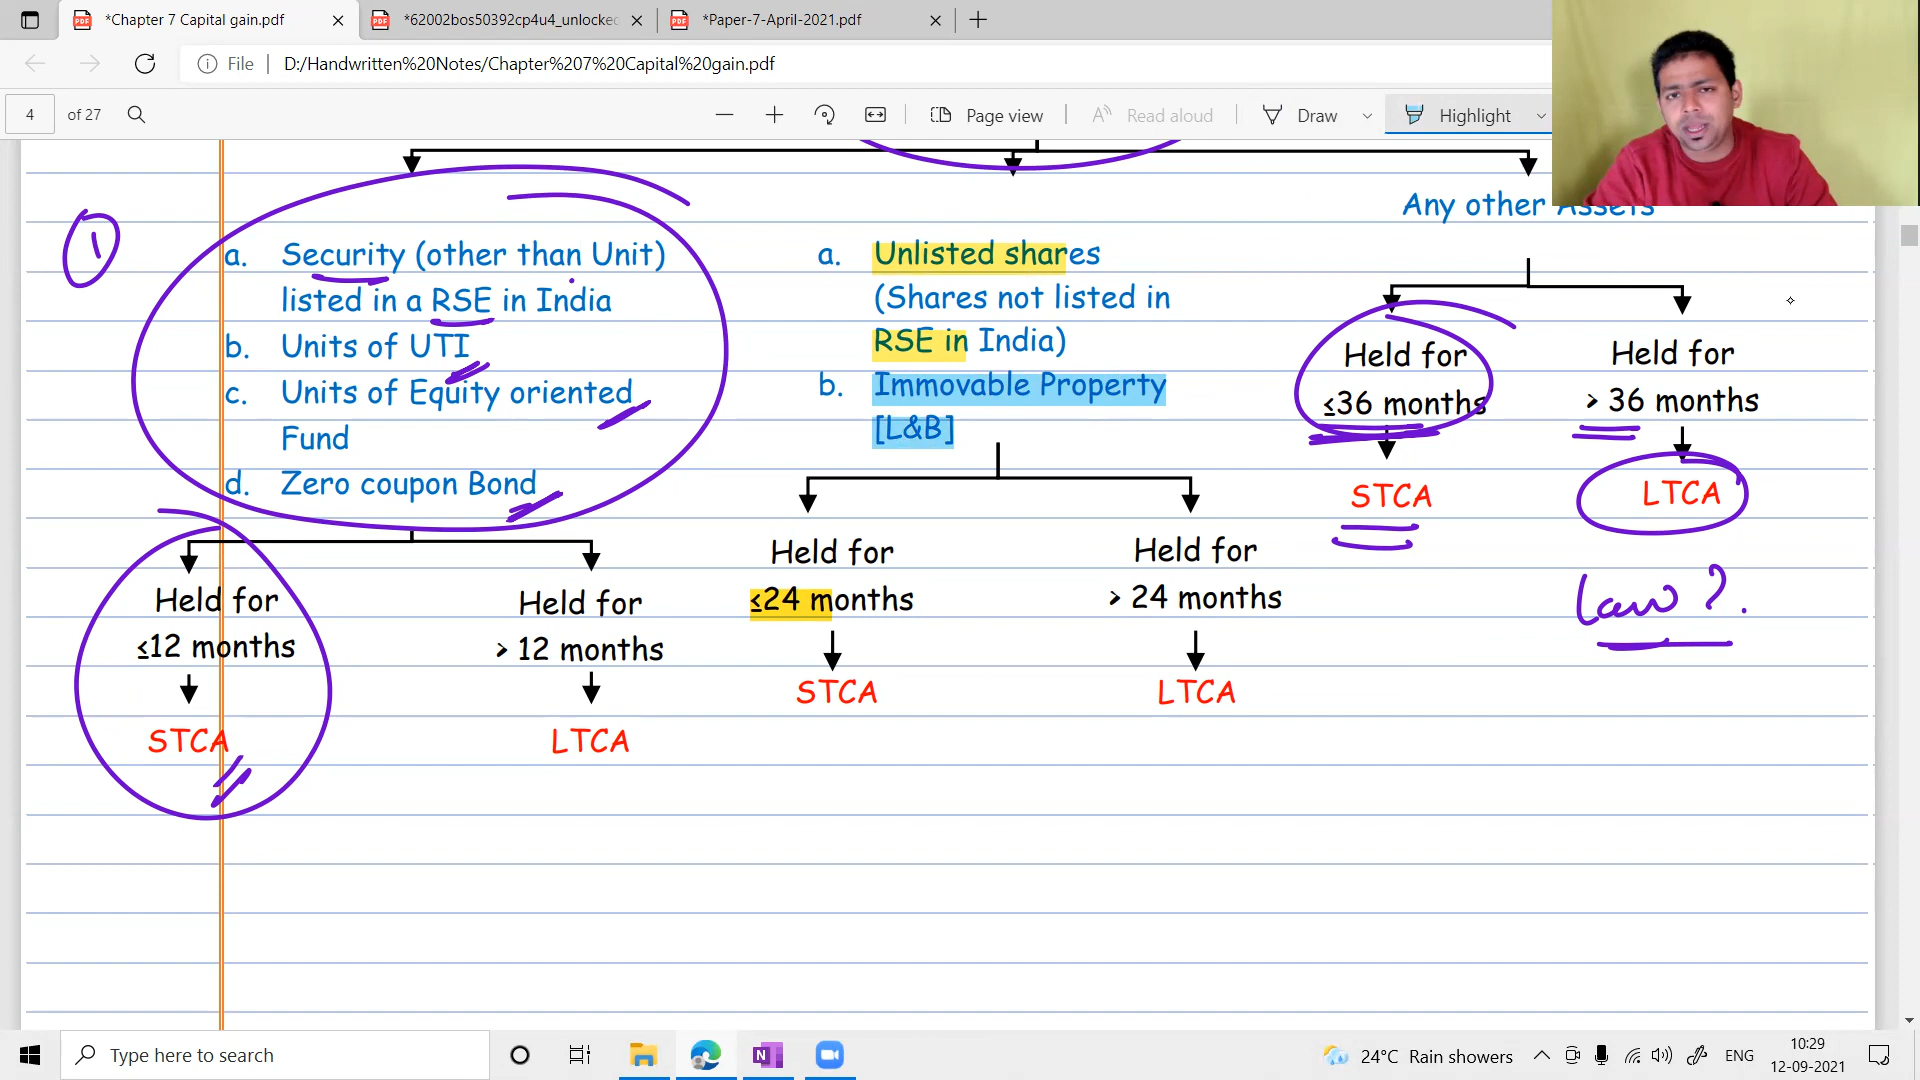 *Chapter 7 Capital gain.pdf
*62002bos50392cp4u4_unlocked
*Paper-7-April-2021.pdf
File
D:/Handwritten%20Notes/Chapter%207%20Capital%20gain.pdf
4 of 27
Page view
Read aloud
Draw
Highlight
1
a. Security (other than Unit)
listed in a RSE in India
b. Units of UTI
c. Units of Equity oriented
Fund
d. Zero coupon Bond
Held for
≤12 months
STCA
Held for
> 12 months
LTCA
a. Unlisted shares
(Shares not listed in
RSE in India)
b. Immovable Property
[L&B]
Held for
≤24 months
STCA
Held for
> 24 months
LTCA
Any other Assets
Held for
≤36 months
STCA
Held for
> 36 months
LTCA
Law ?.
Type here to search
24°C Rain showers
ENG
10:29
12-09-2021